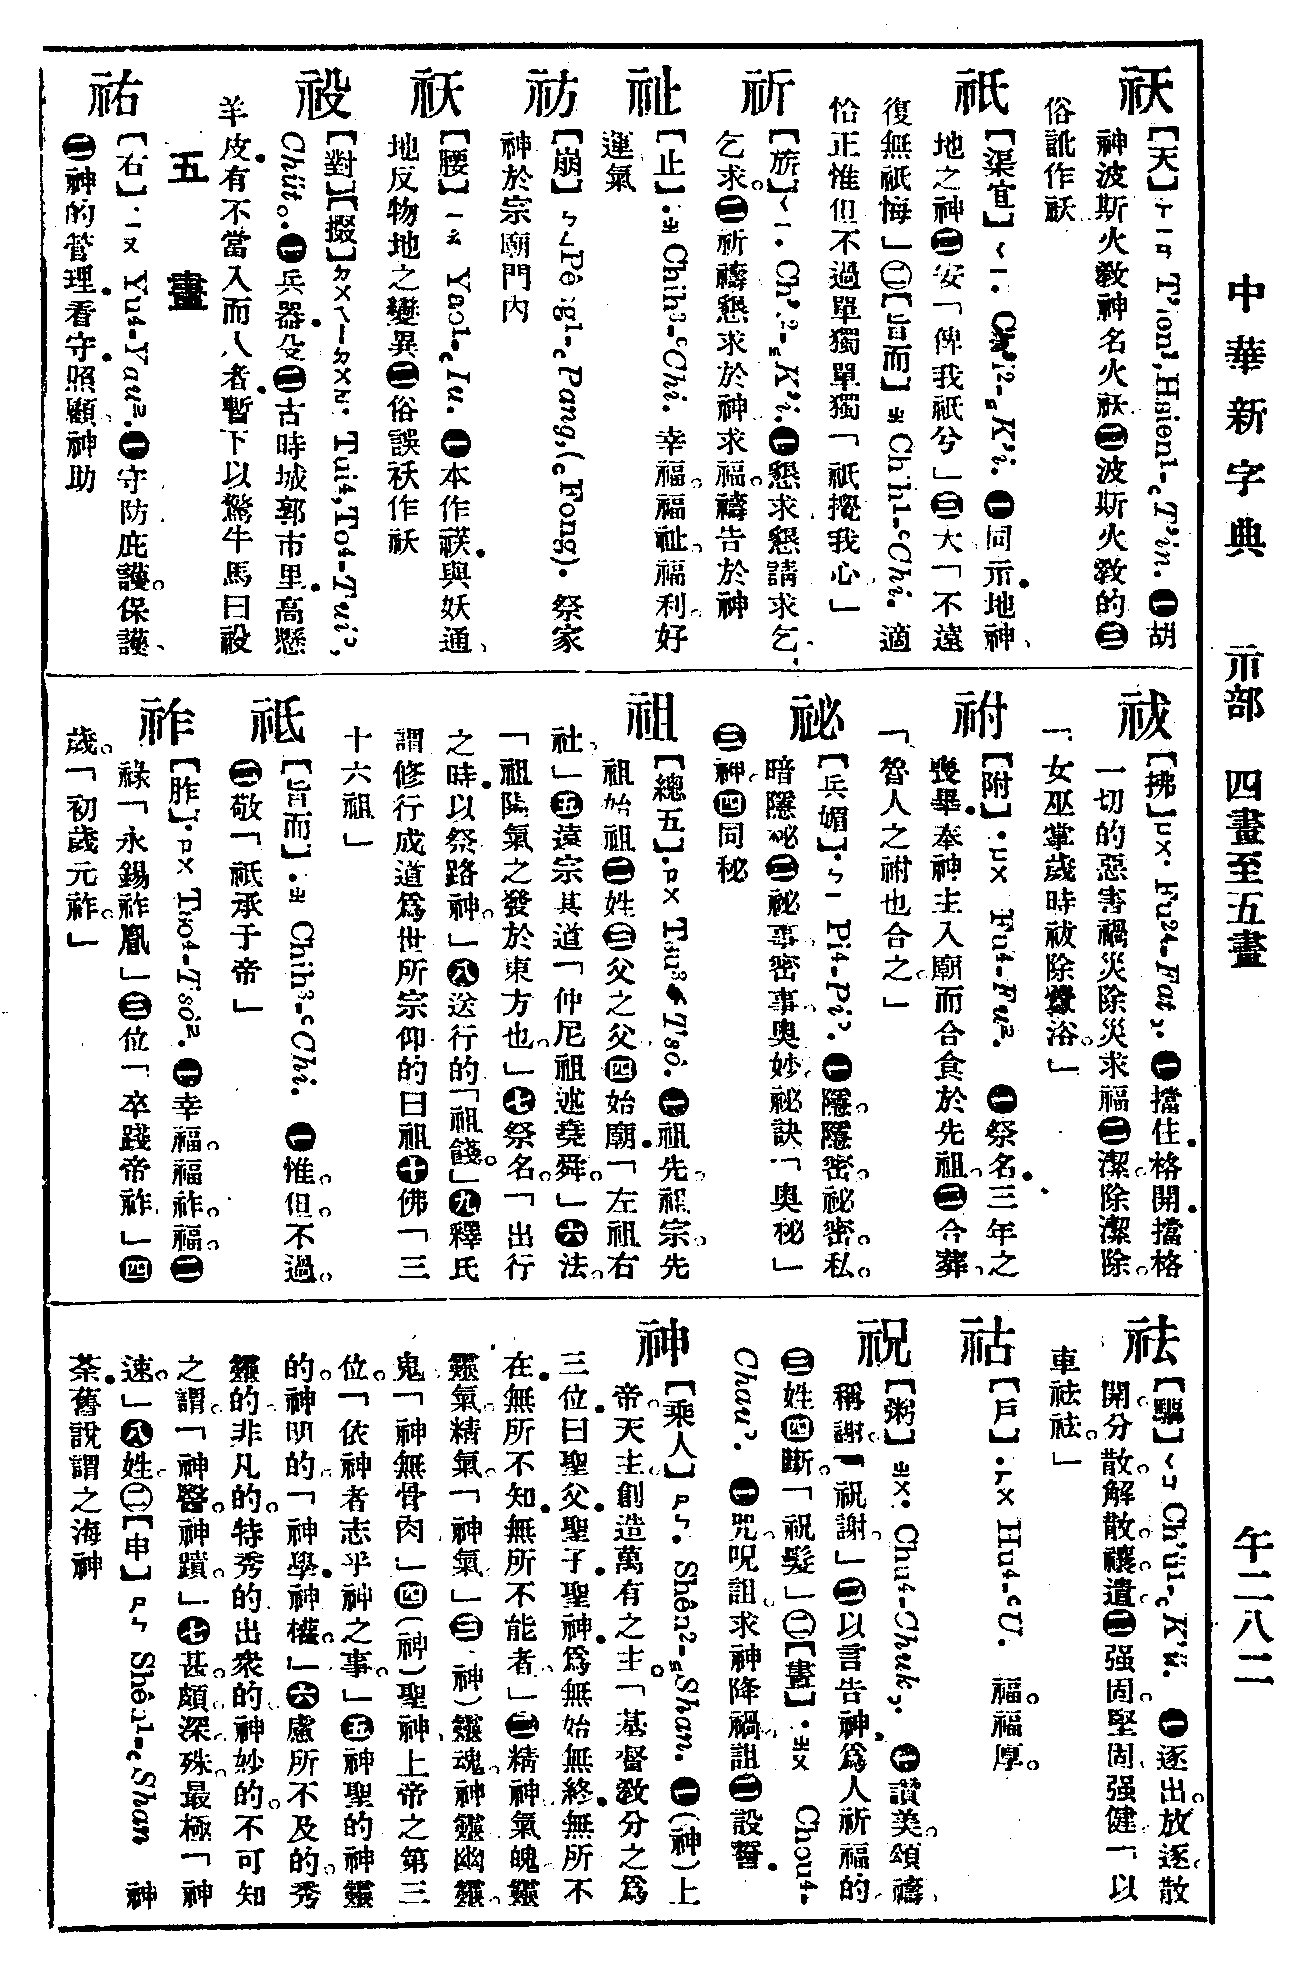 中華新字典　示部　四畫至五畫　午二八二
祆【天】ㄊㄧㄢ T'ien¹, Hsien¹-꜀T'in. ㊀胡
神波斯火敎神名火祆㊁波斯火敎的㊂
俗訛作祅
祇【渠宜】ㄑㄧ. Ch'i²-꜁K'i. ㊀同示地神
地之神㊁安「俾我祇兮」㊂大「不遠
復無祇悔」㊁【旨而】ㄓ Chih¹-꜂Chi. 適
恰正惟但不過單獨單獨「祇攪我心」
祈【旂】ㄑㄧ. Ch'i²-꜁K'i. ㊀懇求懇請求乞
乞求㊁祈禱懇求於神求福禱告於神
祉【止】ㄓ Chih³-꜂Chi. 幸福福祉福利好
運氣
祊【崩】ㄅㄥ Pêng¹-꜀Pang, (꜀Fong). 祭家
神於宗廟門內
祅【腰】ㄧㄠ Yao¹-꜀Iu. ㊀本作祆與妖通
地反物地之變異㊁俗誤祆作祅
祋【對】【掇】ㄉㄨㄟ—ㄉㄨㄛ. Tui⁴, To⁴-Tui꜄,
Chüt꜆. ㊀兵器殳㊁古時城郭市里高懸
羊皮有不當入而入者暫下以驚牛馬曰祋
五　畫
祐【右】ㄧㄡ Yu⁴-Yau꜅. ㊀守防庇護保護
㊁神的管理看守照顧神助
祓【拂】ㄈㄨ. Fu²⁴-Fat꜆. ㊀擋住格開擋格
一切的惡害禍災除災求福㊁潔除潔除
「女巫掌歲時祓除釁浴」
祔【附】ㄈㄨ Fu⁴-Fu꜅. ㊀祭名三年之
喪畢奉神主入廟而合食於先祖㊁合葬
「魯人之祔也合之」
祕【兵媚】ㄅㄧ Pi⁴-Pi꜄. ㊀隱隱密祕密私
暗隱祕㊁祕事密事奧妙祕訣「奧秘」
㊂神㊃同秘
祖【總五】ㄗㄨ Tsu³-꜂Tsò. ㊀祖先祖宗先
祖始祖㊁姓㊂父之父㊃始廟「左祖右
社」㊄遠宗其道「仲尼祖述堯舜」㊅法
「祖陽氣之發於東方也」㊆祭名「出行
之時以祭路神」㊇送行的「祖餞」㊈釋氏
謂修行成道爲世所宗仰的曰祖㊉佛「三
十六祖」
祗【旨而】ㄓ Chih³-꜂Chi. ㊀惟但不過
㊁敬「祗承于帝」
祚【胙】ㄗㄨ Tso⁴-Tsò꜅. ㊀幸福福祚福㊁
祿「永錫祚胤」㊂位「卒踐帝祚」㊃
歲「初歲元祚」
祛【驅】ㄑㄩ Ch'ü¹-꜀K'ü. ㊀逐出放逐散
開分散解散禳遣㊁强固堅固强健「以
車祛祛」
祜【戶】ㄏㄨ Hu⁴-꜂U. 福福厚
祝【粥】ㄓㄨ. Chu⁴-Chuk꜆. ㊀讚美頌禱
稱謝「祝謝」㊁以言告神爲人祈福的
㊂姓㊃斷「祝髮」㊁【晝】ㄓㄡ Chou⁴-
Chau꜄. ㊀咒呪詛求神降禍詛㊁設誓
神【乘人】ㄕㄣ. Shên²-꜁Shan. ㊀(神)上
帝天主創造萬有之主「基督敎分之爲
三位曰聖父聖子聖神爲無始無終無所不
在無所不知無所不能者」㊁精神氣魄靈
靈氣精氣「神氣」㊂(神)靈魂神靈幽靈
鬼「神無骨肉」㊃(神)聖神上帝之第三
位「依神者志乎神之事」㊄神聖的神靈
的神明的「神學神權」㊅慮所不及的秀
靈的非凡的特秀的出衆的神妙的不可知
之謂「神醫神蹟」㊆甚頗深殊最極「神
速」㊇姓㊁【申】ㄕㄣ Shên¹-꜀Shan 神
荼舊說謂之海神